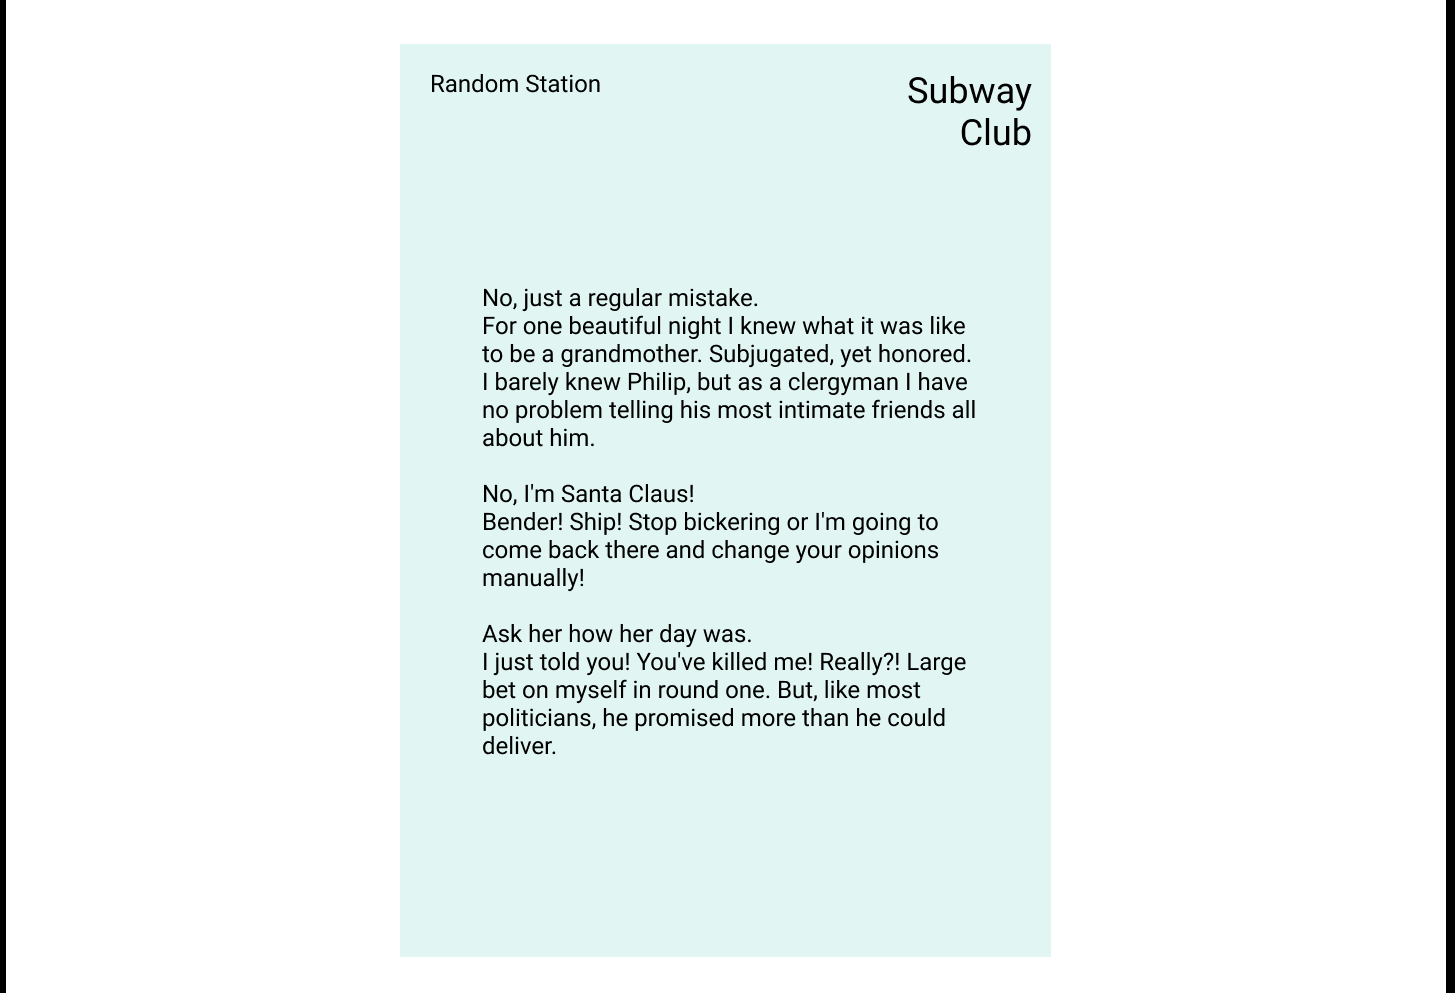 Random Station
Subway
Club
No, just a regular mistake.
For one beautiful night I knew what it was like
to be a grandmother. Subjugated, yet honored.
I barely knew Philip, but as a clergyman I have
no problem telling his most intimate friends all
about him.
No, I'm Santa Claus!
Bender! Ship! Stop bickering or I'm going to
come back there and change your opinions
manually!
Ask her how her day was.
I just told you! You've killed me! Really?! Large
bet on myself in round one. But, like most
politicians, he promised more than he could
deliver.